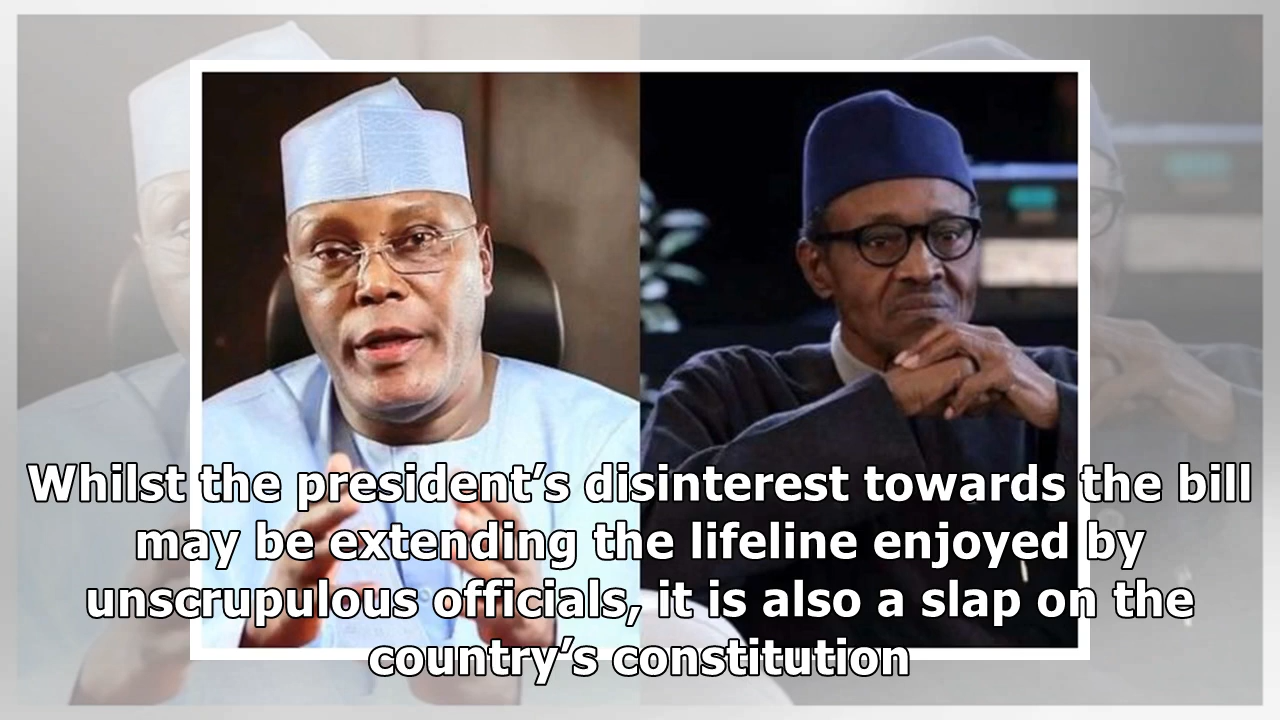 Whilst the president’s disinterest towards the bill
may be extending the lifeline enjoyed by
unscrupulous officials, it is also a slap on the
country’s constitution